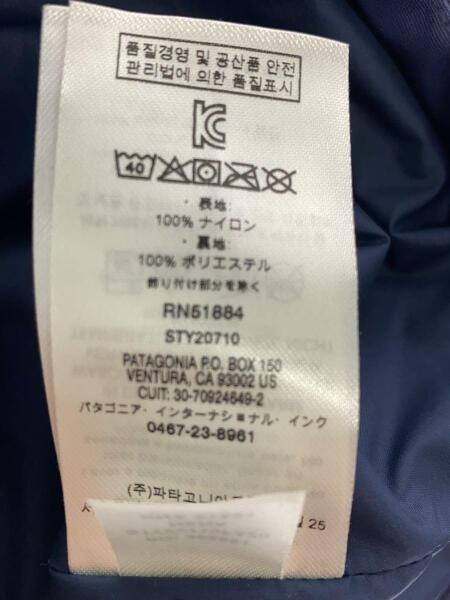 품질경영 및 공산품 안전
관리법에 의한 품질표시
40
・ 表地:
100% ナイロン
・ 裏地:
100% ポリエステル
飾り付け部分を除く
RN51884
STY20710
PATAGONIA P.O. BOX 150
VENTURA, CA 93002 US
CUIT: 30-70924649-2
パタゴニア・インターナショナル・インク
0467-23-8961
(주)파타고니아
25